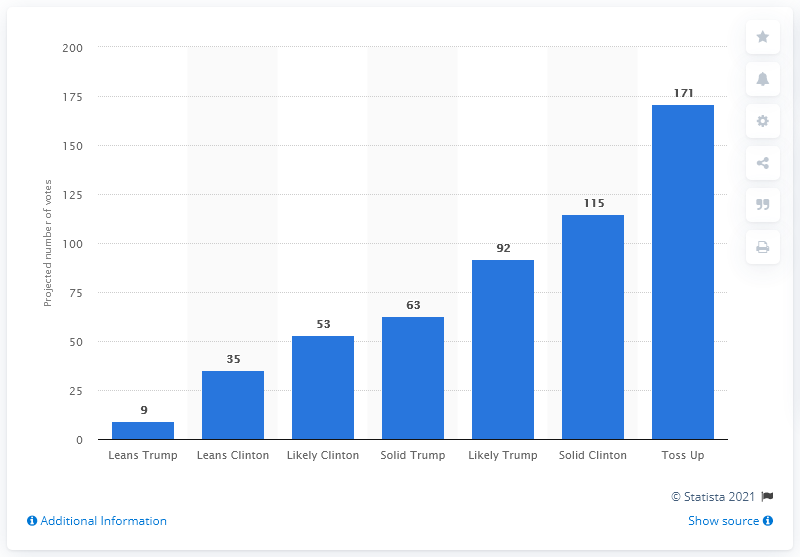 200
175
150
125
100
75
50
25
0
Projected number of votes
9
35
53
63
92
115
171
Leans Trump
Leans Clinton
Likely Clinton
Solid Trump
Likely Trump
Solid Clinton
Toss Up
© Statista 2021
Additional Information
Show source